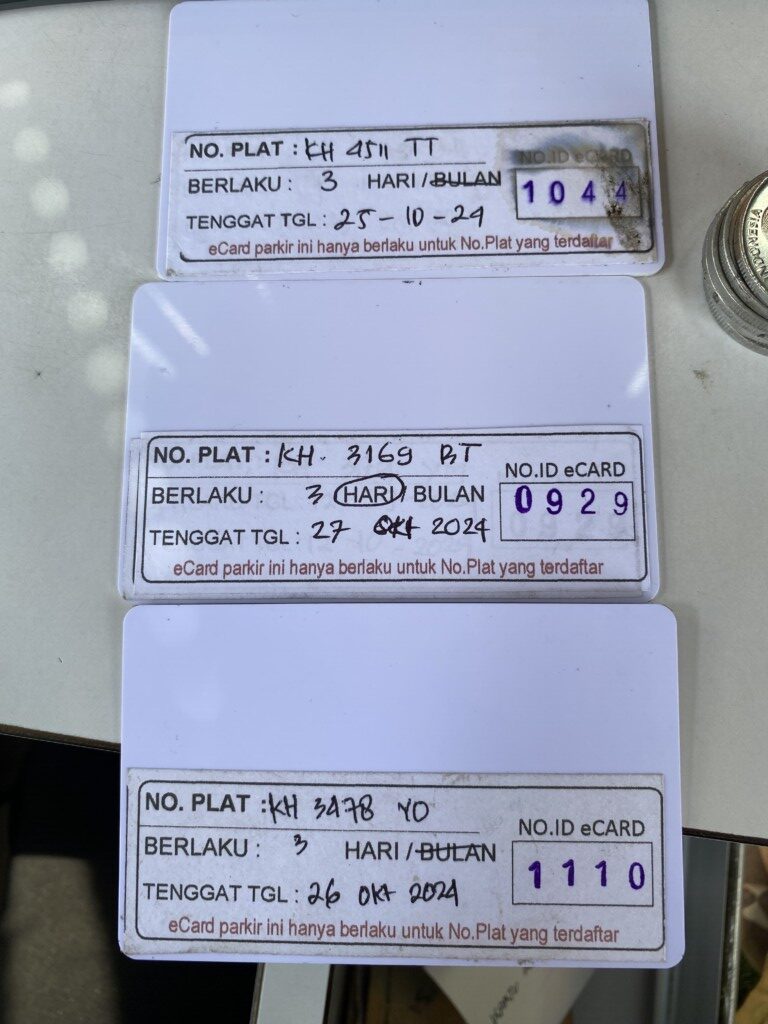 NO. PLAT : KH 4511 TT
NO.ID eCARD
BERLAKU : 3 HARI / BULAN
1044
TENGGAT TGL : 25-10-24
eCard parkir ini hanya berlaku untuk No.Plat yang terdaftar
NO. PLAT : KH. 3169 BT
NO.ID eCARD
BERLAKU : 3 HARI / BULAN
0929
TENGGAT TGL : 27 Okt 2024
eCard parkir ini hanya berlaku untuk No.Plat yang terdaftar
NO. PLAT : KH 3478 YO
NO.ID eCARD
BERLAKU : 3 HARI / BULAN
1110
TENGGAT TGL : 26 Okt 2024
eCard parkir ini hanya berlaku untuk No.Plat yang terdaftar